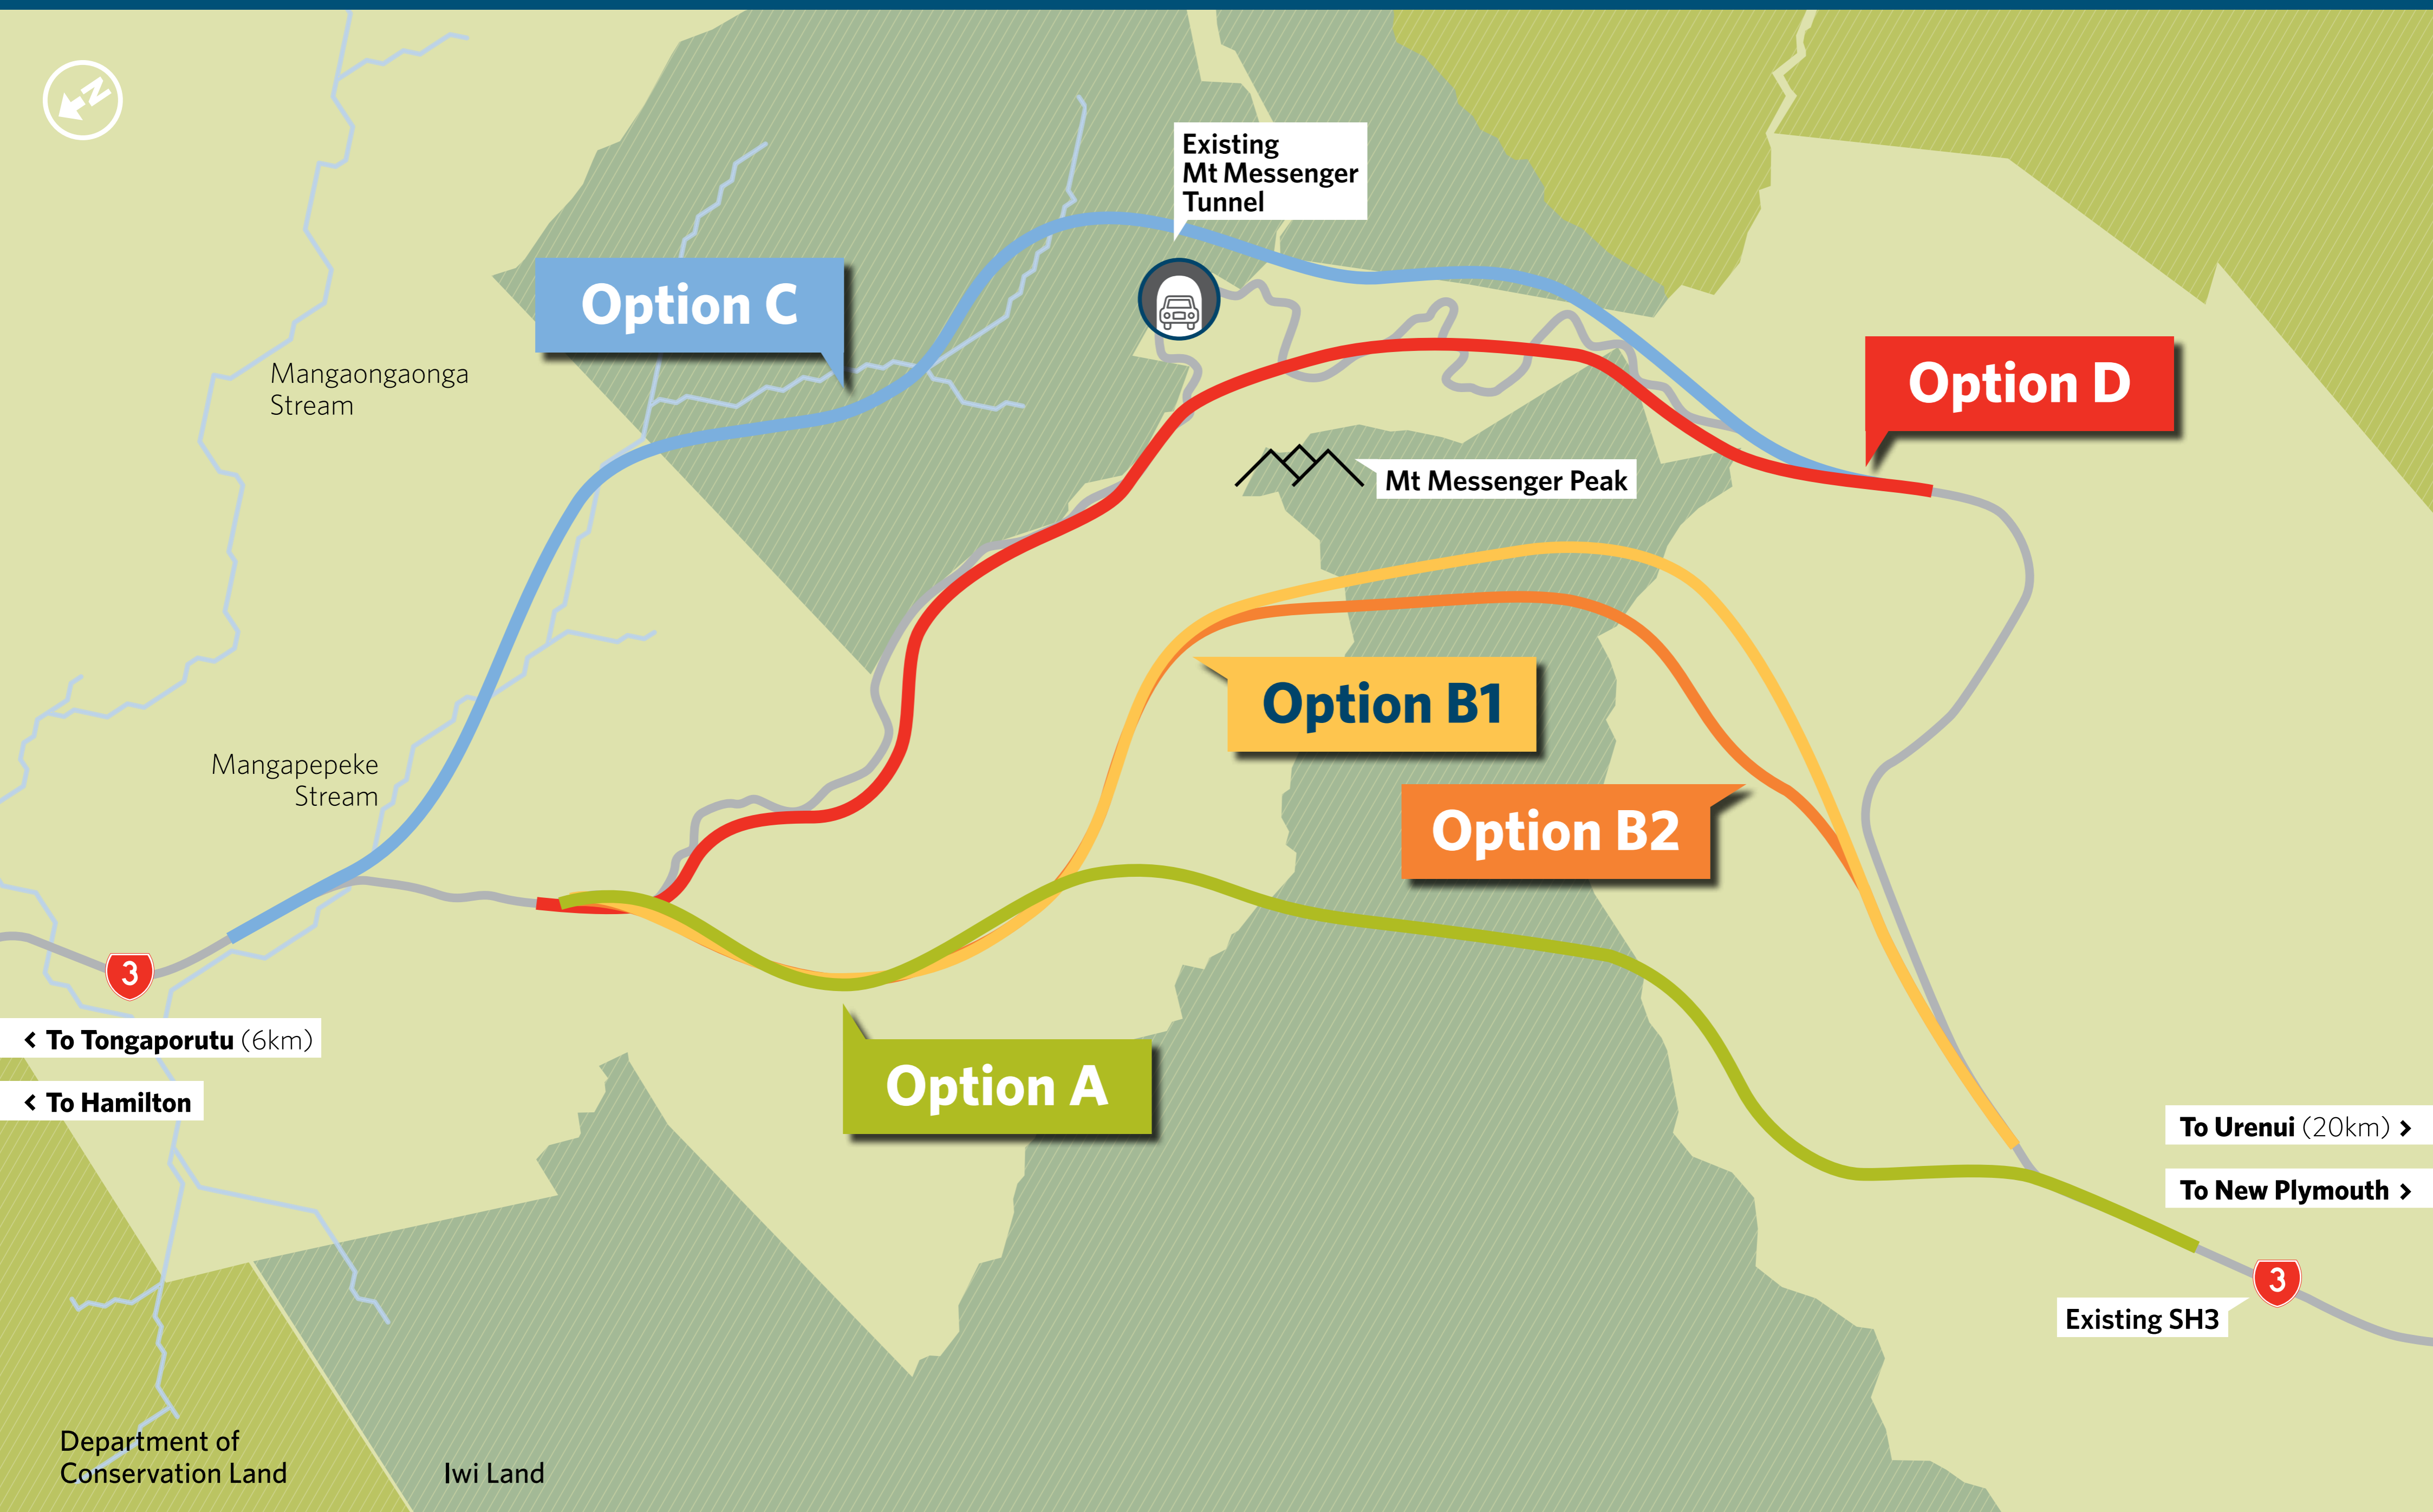 N
Existing
Mt Messenger
Tunnel
Option C
Option D
Mangaongaonga
Stream
Mt Messenger Peak
Option B1
Mangapepeke
Stream
Option B2
3
< To Tongaporutu (6km)
< To Hamilton
Option A
To Urenui (20km) >
To New Plymouth >
3
Existing SH3
Department of
Conservation Land
Iwi Land